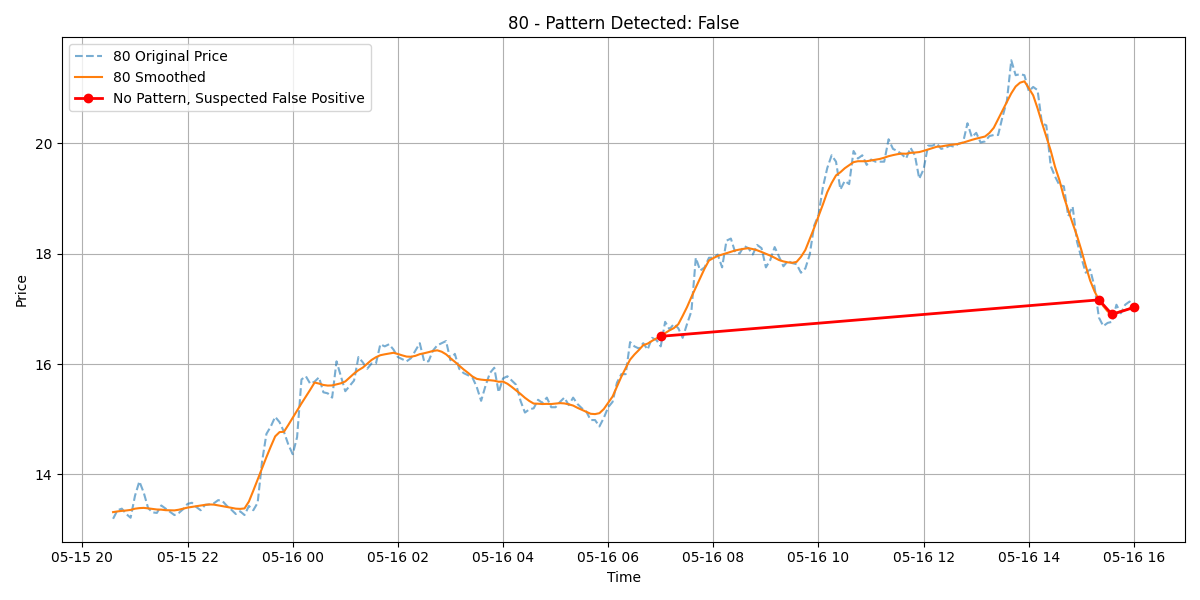 80 - Pattern Detected: False
80 Original Price
80 Smoothed
No Pattern, Suspected False Positive
Price
20
18
16
14
05-15 20 05-15 22 05-16 00 05-16 02 05-16 04 05-16 06 05-16 08 05-16 10 05-16 12 05-16 14 05-16 16
Time